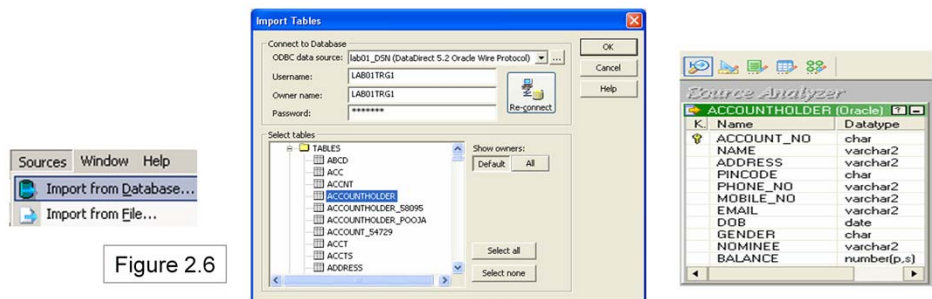 Sources Window Help
Import from Database...
Import from File...
Figure 2.6
Import Tables
Connect to Database
ODBC data source: lab01_DSN (DataDirect 5.2 Oracle Wire Protocol) ...
Username: LAB01TRG1
Owner name: LAB01TRG1
Password: *******
Re-connect
OK
Cancel
Help
Select tables
TABLES
ABCD
ACC
ACCNT
ACCOUNTHOLDER
ACCOUNTHOLDER_58095
ACCOUNTHOLDER_POOJA
ACCOUNT_54729
ACCT
ACCTS
ADDRESS
Show owners:
Default All
Select all
Select none
Source Analyzer
ACCOUNTHOLDER (Oracle)
K. Name Datatype
ACCOUNT_NO char
NAME varchar2
ADDRESS varchar2
PINCODE char
PHONE_NO varchar2
MOBILE_NO varchar2
EMAIL varchar2
DOB date
GENDER char
NOMINEE varchar2
BALANCE number(p,s)